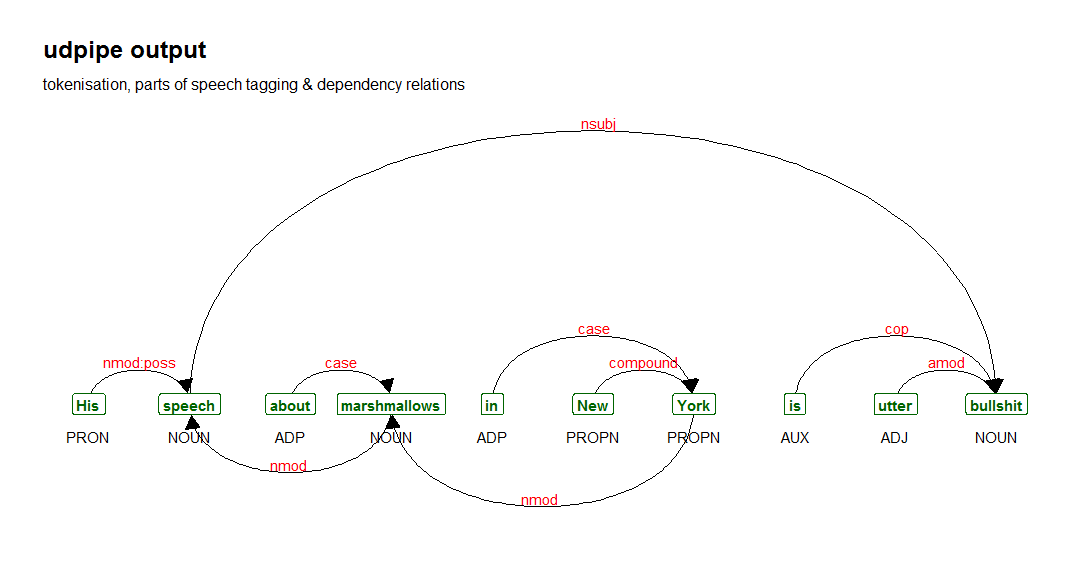 udpipe output
tokenisation, parts of speech tagging & dependency relations
nsubj
case cop
nmod:poss case compound amod
His speech about marshmallows in New York is utter bullshit
PRON NOUN ADP NOUN ADP PROPN PROPN AUX ADJ NOUN
nmod
nmod